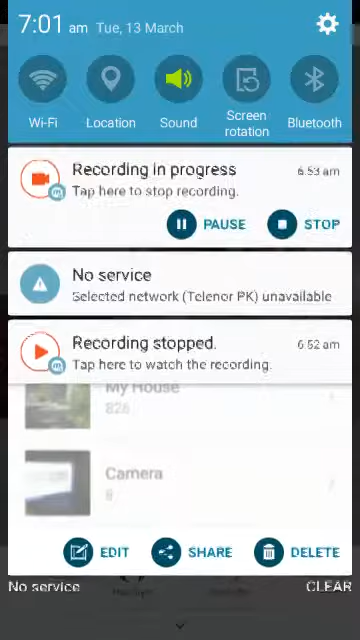 7:01 am Tue, 13 March
Wi-Fi
Location
Sound
Screen rotation
Bluetooth
Recording in progress 6:53 am
Tap here to stop recording.
PAUSE STOP
No service
Selected network (Telenor PK) unavailable
Recording stopped. 6:52 am
Tap here to watch the recording.
My House
826
Camera
9
EDIT SHARE DELETE
No service CLEAR